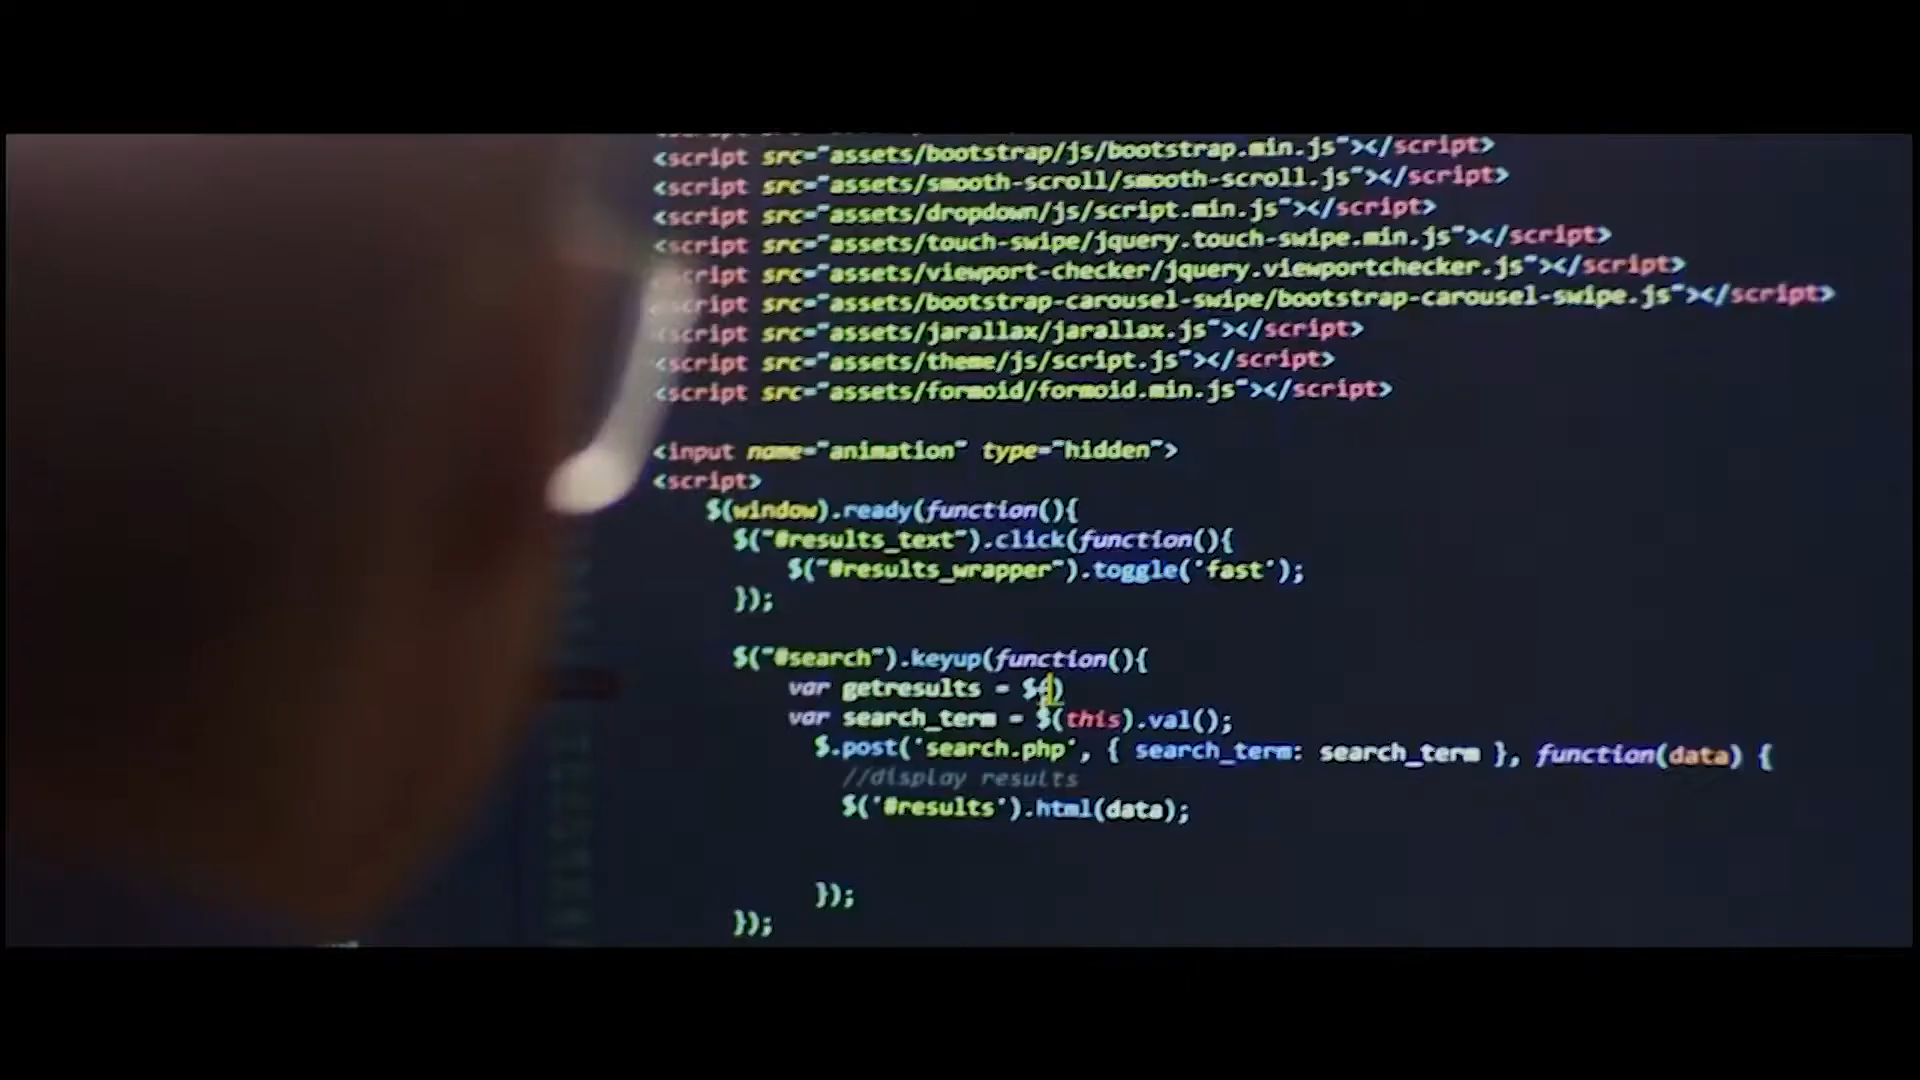 <script src="assets/bootstrap/js/bootstrap.min.js"></script>
<script src="assets/smooth-scroll/smooth-scroll.js"></script>
<script src="assets/dropdown/js/script.min.js"></script>
<script src="assets/touch-swipe/jquery.touch-swipe.min.js"></script>
script src="assets/viewport-checker/jquery.viewportchecker.js"></script>
<script src="assets/bootstrap-carousel-swipe/bootstrap-carousel-swipe.js"></script>
<script src="assets/jarallax/jarallax.js"></script>
<script src="assets/theme/js/script.js"></script>
<script src="assets/formoid/formoid.min.js"></script>
<input name="animation" type="hidden">
<script>
$(window).ready(function(){
$("#results_text").click(function(){
$("#results_wrapper").toggle('fast');
});
$("#search").keyup(function(){
var getresults = $()
var search_term = $(this).val();
$.post('search.php', { search_term: search_term }, function(data) {
//display results
$('#results').html(data);
});
});